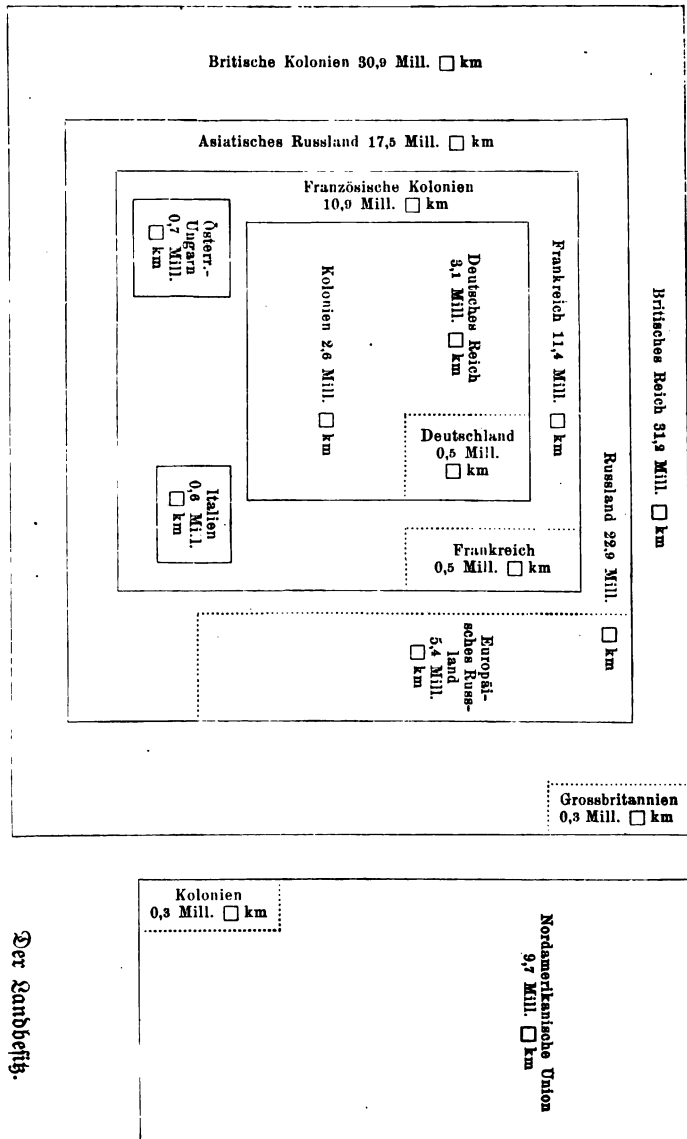 Britische Kolonien 30,9 Mill. □ km
Asiatisches Russland 17,5 Mill. □ km
Französische Kolonien
10,9 Mill. □ km
Österr.-
Ungarn
0,7 Mill.
□ km
Kolonien 2,6 Mill. □ km
Deutsches Reich
3,1 Mill. □ km
Frankreich 11,4 Mill. □ km
Britisches Reich 31,2 Mill. □ km
Deutschland
0,5 Mill.
□ km
Russland 22,9 Mill. □ km
Italien
0,6 Mill.
□ km
Frankreich
0,5 Mill. □ km
Europäi-
sches Russ-
land
5,4 Mill.
□ km
Grossbritannien
0,3 Mill. □ km
Kolonien
0,3 Mill. □ km
Nordamerikanische Union
9,7 Mill. □ km
Der Landbesitz.